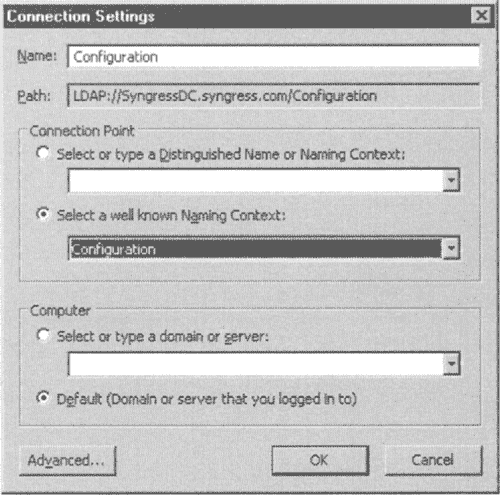 Connection Settings
Name: Configuration
Path: LDAP://SyngressDC.syngress.com/Configuration
Connection Point
Select or type a Distinguished Name or Naming Context:
Select a well known Naming Context:
Configuration
Computer
Select or type a domain or server:
Default (Domain or server that you logged in to)
Advanced...
OK
Cancel